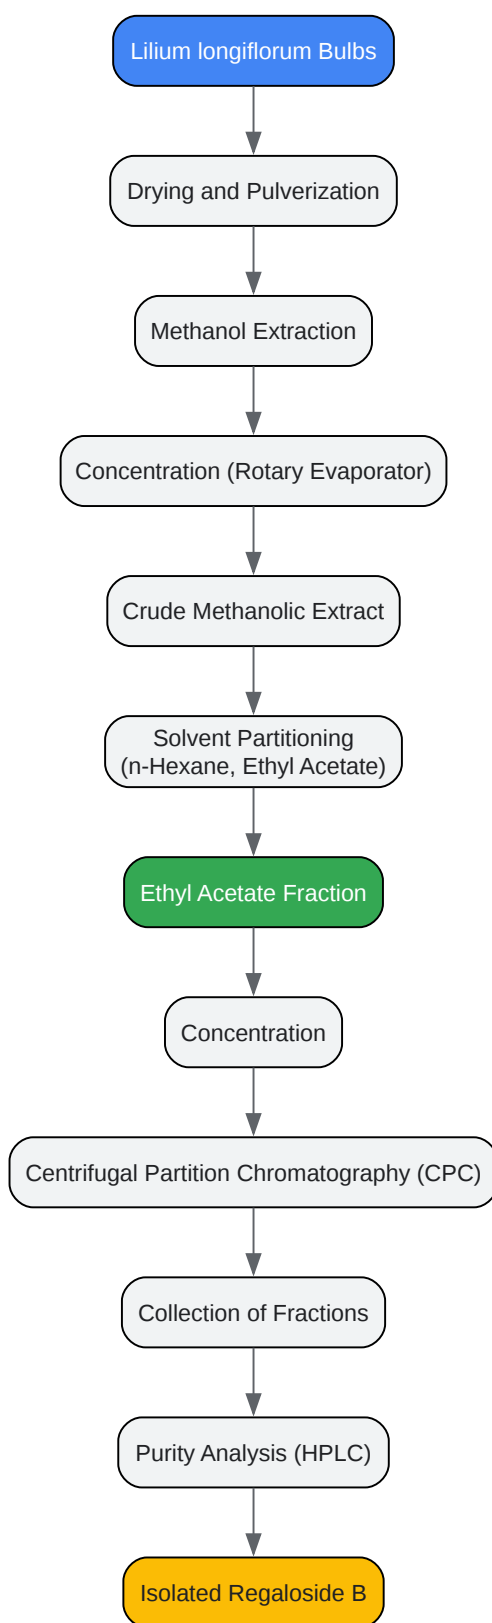 Lilium longiflorum Bulbs
Drying and Pulverization
Methanol Extraction
Concentration (Rotary Evaporator)
Crude Methanolic Extract
Solvent Partitioning
(n-Hexane, Ethyl Acetate)
Ethyl Acetate Fraction
Concentration
Centrifugal Partition Chromatography (CPC)
Collection of Fractions
Purity Analysis (HPLC)
Isolated Regaloside B